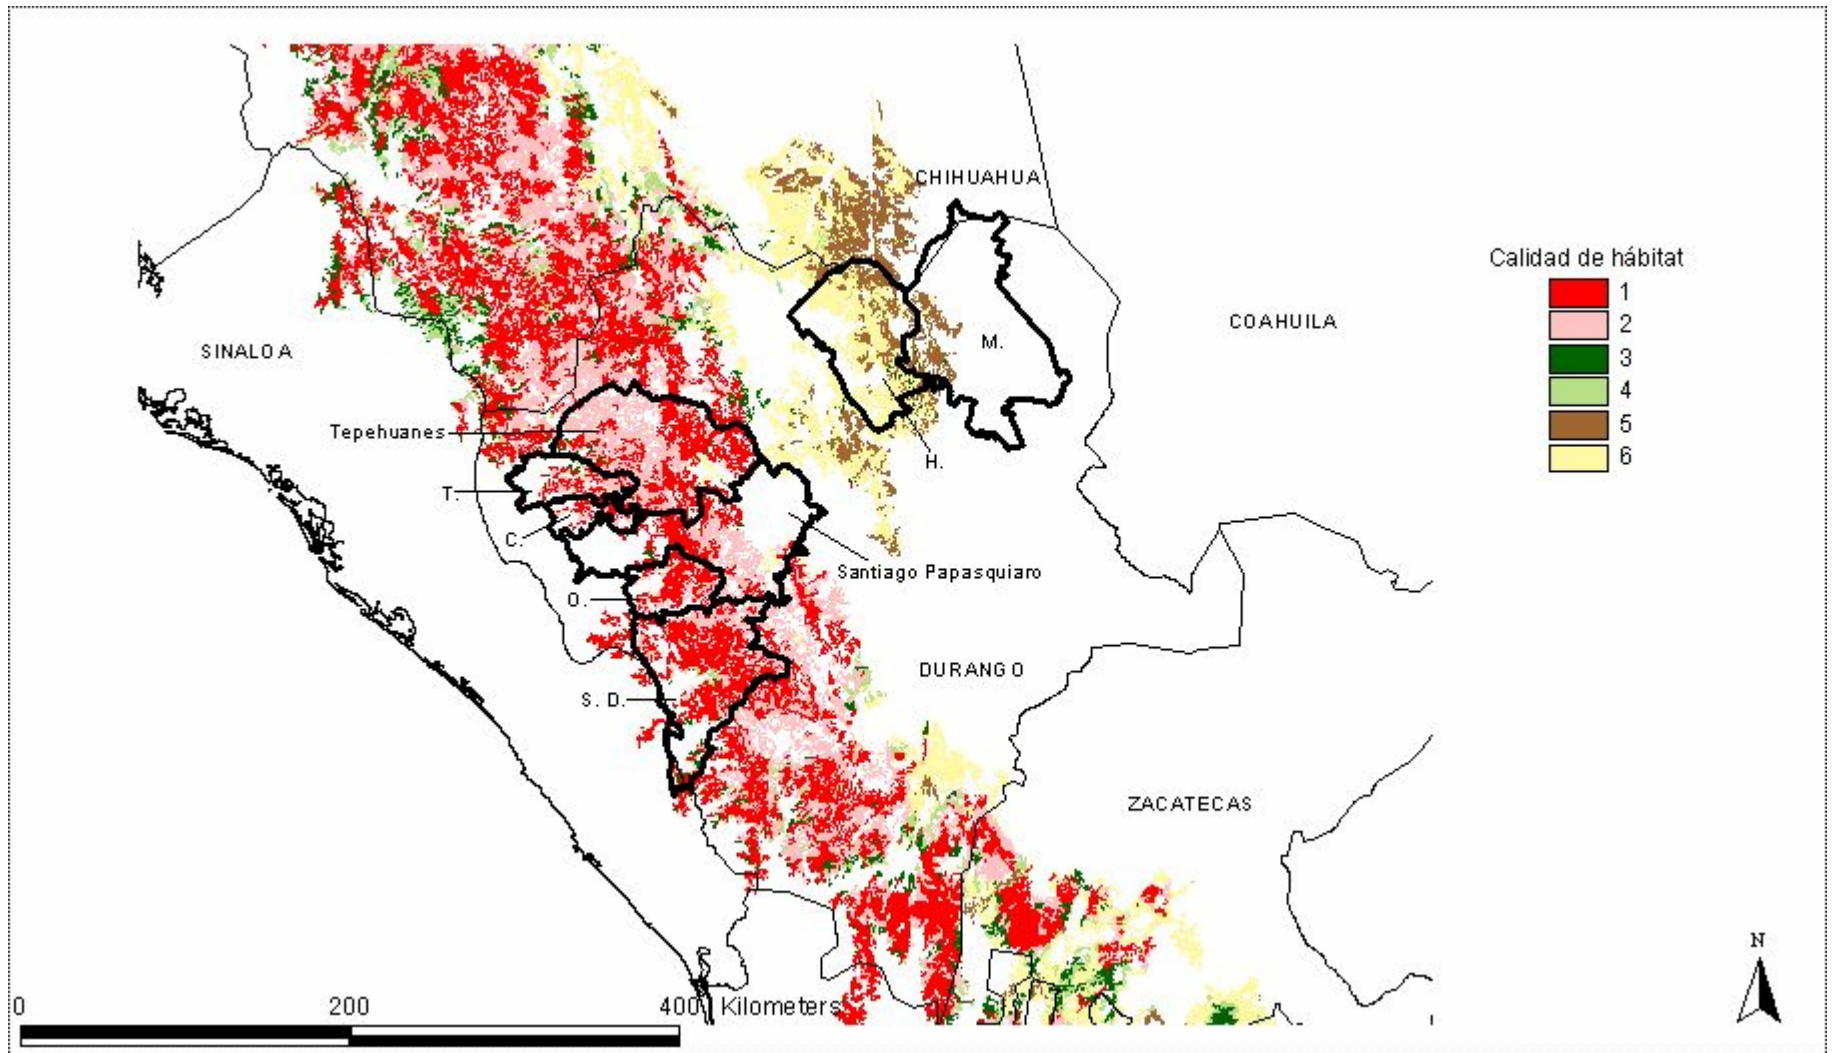 CHIHUAHUA
Calidad de hábitat
1
2
3
4
5
6
COAHUILA
SINALOA
M.
Tepehuanes
H.
T.
C.
Santiago Papasquiaro
O.
DURANGO
S. D.
ZACATECAS
N
0 200 400 Kilometers